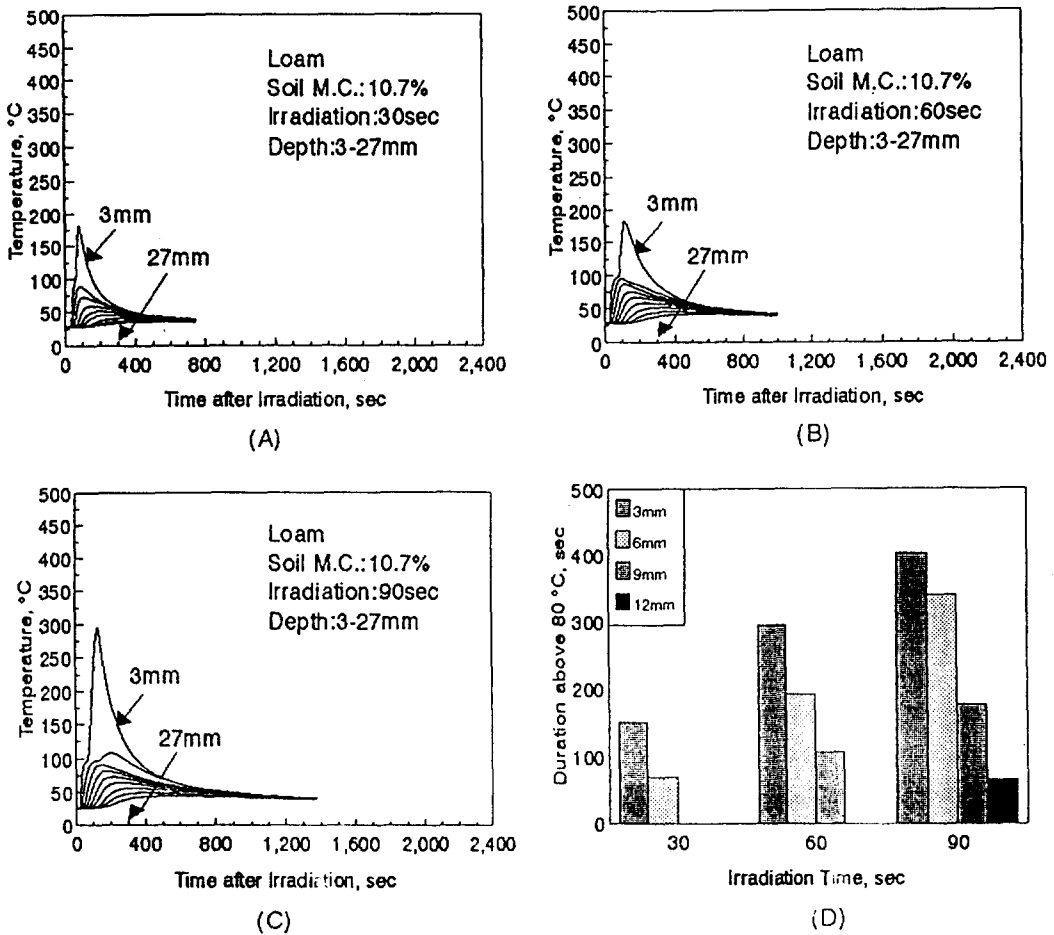 500
450
400
350
300
250
200
150
100
50
0
Temperature, °C
Loam
Soil M.C.:10.7%
Irradiation:30sec
Depth:3-27mm
3mm
27mm
0 400 800 1,200 1,600 2,000 2,400
Time after Irradiation, sec
(A)
500
450
400
350
300
250
200
150
100
50
0
Temperature, °C
Loam
Soil M.C.:10.7%
Irradiation:60sec
Depth:3-27mm
3mm
27mm
0 400 800 1,200 1,600 2,000 2,400
Time after Irradiation, sec
(B)
500
450
400
350
300
250
200
150
100
50
0
Temperature, °C
Loam
Soil M.C.:10.7%
Irradiation:90sec
Depth:3-27mm
3mm
27mm
0 400 800 1,200 1,600 2,000 2,400
Time after Irradiation, sec
(C)
500
400
300
200
100
0
Duration above 80 °C, sec
3mm
6mm
9mm
12mm
30 60 90
Irradiation Time, sec
(D)